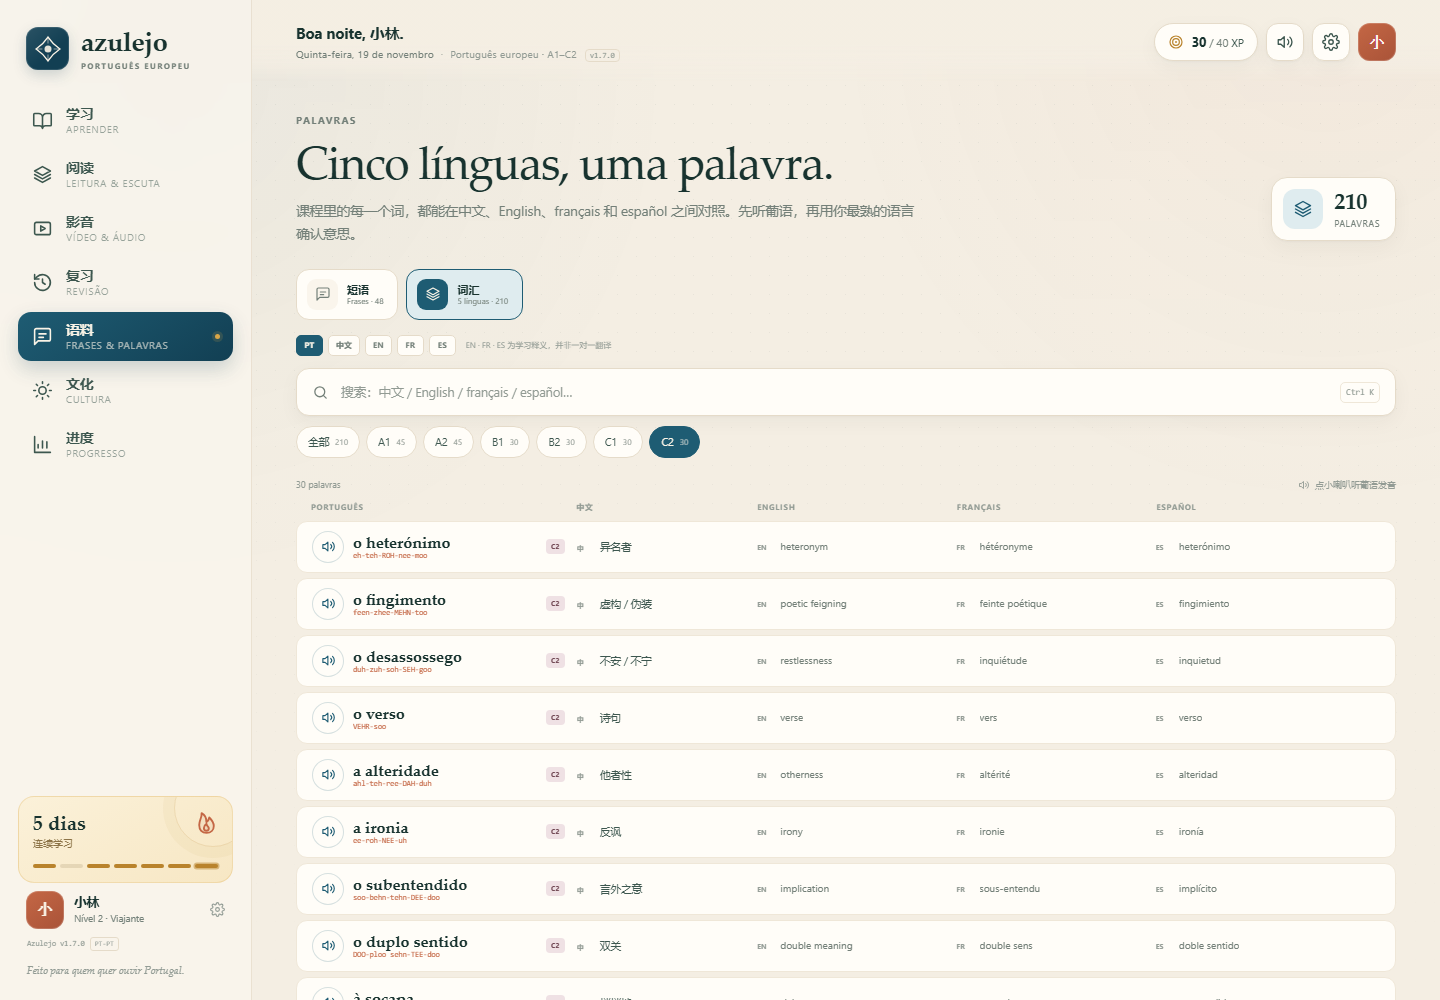 azulejo
PORTUGUÊS EUROPEU
学习
APRENDER
阅读
LEITURA & ESCUTA
影音
VÍDEO & ÁUDIO
复习
REVISÃO
语料
FRASES & PALAVRAS
文化
CULTURA
进度
PROGRESSO
5 dias
连续学习
小
小林
Nível 2 · Viajante
Azulejo v1.7.0 PT-PT
Feito para quem quer ouvir Portugal.
Boa noite, 小林.
Quinta-feira, 19 de novembro · Português europeu · A1–C2 v1.7.0
30 / 40 XP
小
PALAVRAS
Cinco línguas, uma palavra.
课程里的每一个词，都能在中文、English、français 和 español 之间对照。先听葡语，再用你最熟的语言
确认意思。
210
PALAVRAS
短语
Frases · 48
词汇
5 línguas · 210
PT 中文 EN FR ES EN · FR · ES 为学习释义，并非一对一翻译
搜索：中文 / English / français / español... Ctrl K
全部 210 A1 45 A2 45 B1 30 B2 30 C1 30 C2 30
30 palavras
点小喇叭听葡语发音
PORTUGUÊS 中文 ENGLISH FRANÇAIS ESPAÑOL
o heterónimo C2 中 异名者 EN heteronym FR hétéronyme ES heterónimo
eh-teh-ROH-nee-moo
o fingimento C2 中 虚构 / 伪装 EN poetic feigning FR feinte poétique ES fingimiento
feen-zhee-MEHN-too
o desassossego C2 中 不安 / 不宁 EN restlessness FR inquiétude ES inquietud
duh-zuh-soh-SEH-goo
o verso C2 中 诗句 EN verse FR vers ES verso
VEHR-soo
a alteridade C2 中 他者性 EN otherness FR altérité ES alteridad
ahl-teh-ree-DAH-duh
a ironia C2 中 反讽 EN irony FR ironie ES ironía
ee-roh-NEE-uh
o subentendido C2 中 言外之意 EN implication FR sous-entendu ES implícito
soo-behn-tehn-DEE-doo
o duplo sentido C2 中 双关 EN double meaning FR double sens ES doble sentido
DOO-ploo sehn-TEE-doo